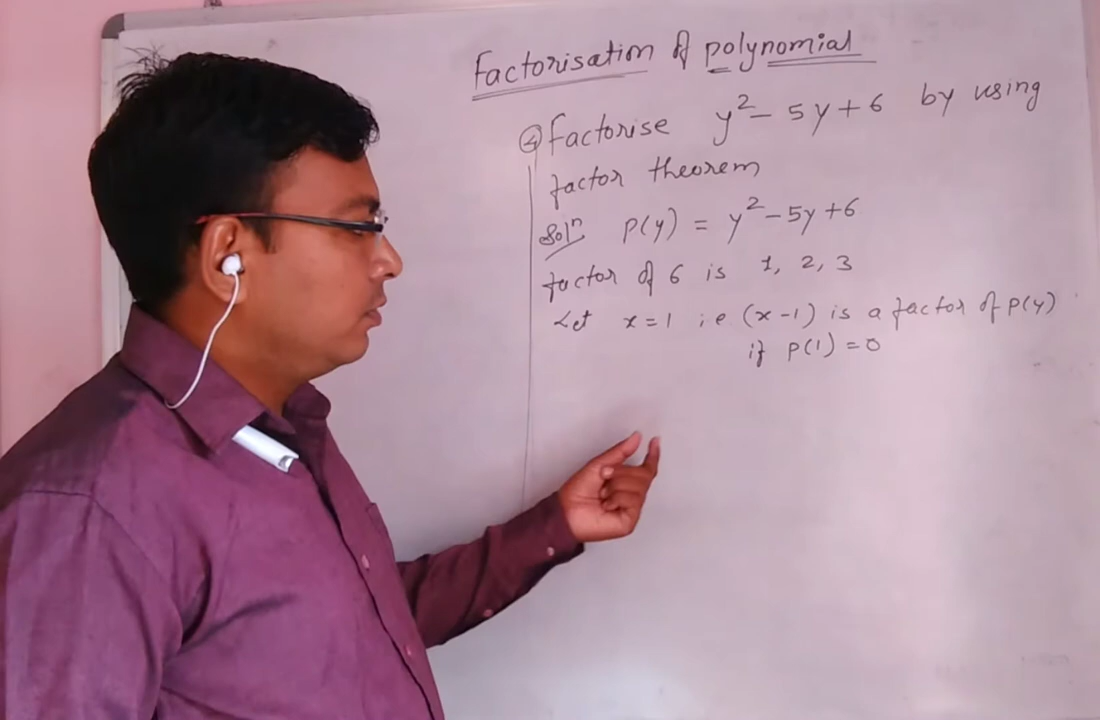 Factorisation of polynomial
④ Factorise y² - 5y + 6 by using
factor theorem
Solⁿ P(y) = y² - 5y + 6
factor of 6 is 1, 2, 3
Let x = 1 i.e. (x - 1) is a factor of P(y)
if P(1) = 0